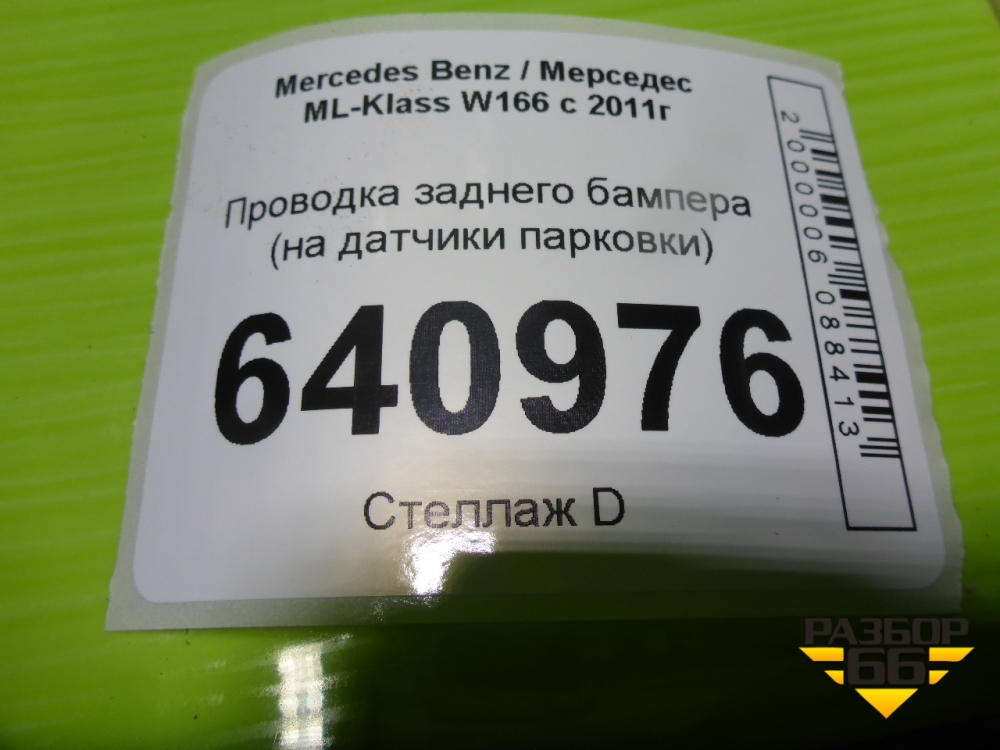 Mercedes Benz / Мерседес
ML-Klass W166 с 2011г
Проводка заднего бампера
(на датчики парковки)
640976
Стеллаж D
2000006088413
РАЗБОР
66